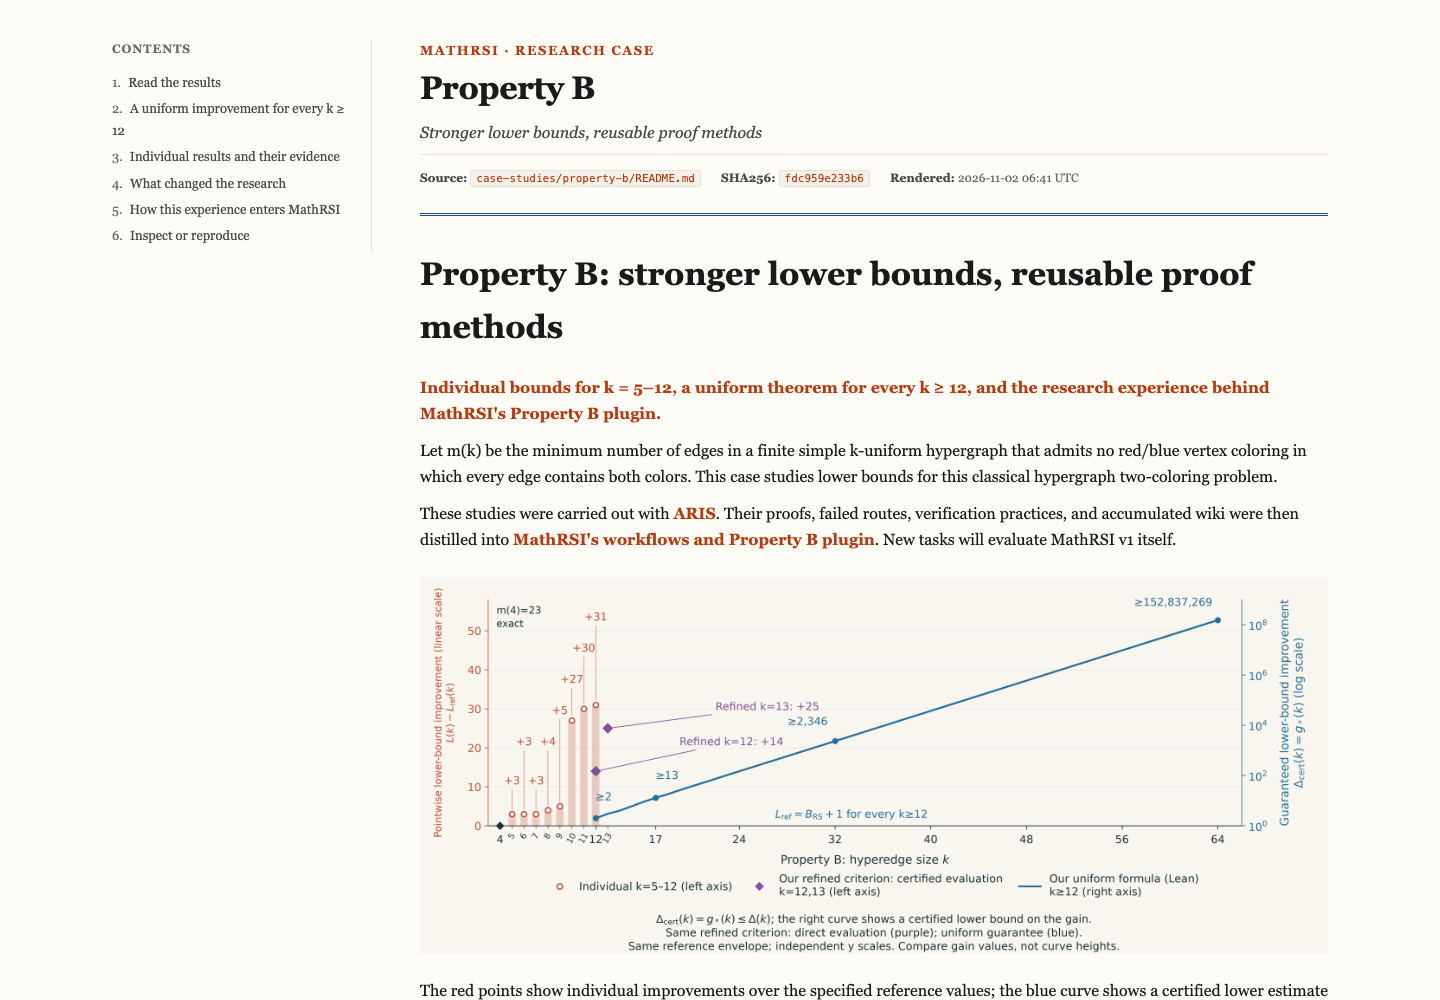 CONTENTS
1. Read the results
2. A uniform improvement for every k ≥
12
3. Individual results and their evidence
4. What changed the research
5. How this experience enters MathRSI
6. Inspect or reproduce
MATHRSI · RESEARCH CASE
Property B
Stronger lower bounds, reusable proof methods
Source: case-studies/property-b/README.md SHA256: fdc959e233b6 Rendered: 2026-11-02 06:41 UTC
Property B: stronger lower bounds, reusable proof
methods
Individual bounds for k = 5–12, a uniform theorem for every k ≥ 12, and the research experience behind
MathRSI's Property B plugin.
Let m(k) be the minimum number of edges in a finite simple k-uniform hypergraph that admits no red/blue vertex coloring in
which every edge contains both colors. This case studies lower bounds for this classical hypergraph two-coloring problem.
These studies were carried out with ARIS. Their proofs, failed routes, verification practices, and accumulated wiki were then
distilled into MathRSI's workflows and Property B plugin. New tasks will evaluate MathRSI v1 itself.
Pointwise lower-bound improvement (linear scale)
L(k) − L_ref(k)
50
40
30
20
10
0
m(4)=23
exact
+3
+3
+3
+4
+5
+27
+30
+31
Refined k=13: +25
Refined k=12: +14
≥2
≥13
≥2,346
≥152,837,269
L_ref = B_RS + 1 for every k≥12
10⁸
10⁶
10⁴
10²
10⁰
Guaranteed lower-bound improvement
Δ_cert(k) = g₊(k) (log scale)
4 5 6 7 8 9 10 11 12 13 17 24 32 40 48 56 64
Property B: hyperedge size k
Individual k=5–12 (left axis)
Our refined criterion: certified evaluation
k=12,13 (left axis)
Our uniform formula (Lean)
k≥12 (right axis)
Δ_cert(k) = g₊(k) ≤ Δ(k); the right curve shows a certified lower bound on the gain.
Same refined criterion: direct evaluation (purple); uniform guarantee (blue).
Same reference envelope; independent y scales. Compare gain values, not curve heights.
The red points show individual improvements over the specified reference values; the blue curve shows a certified lower estimate